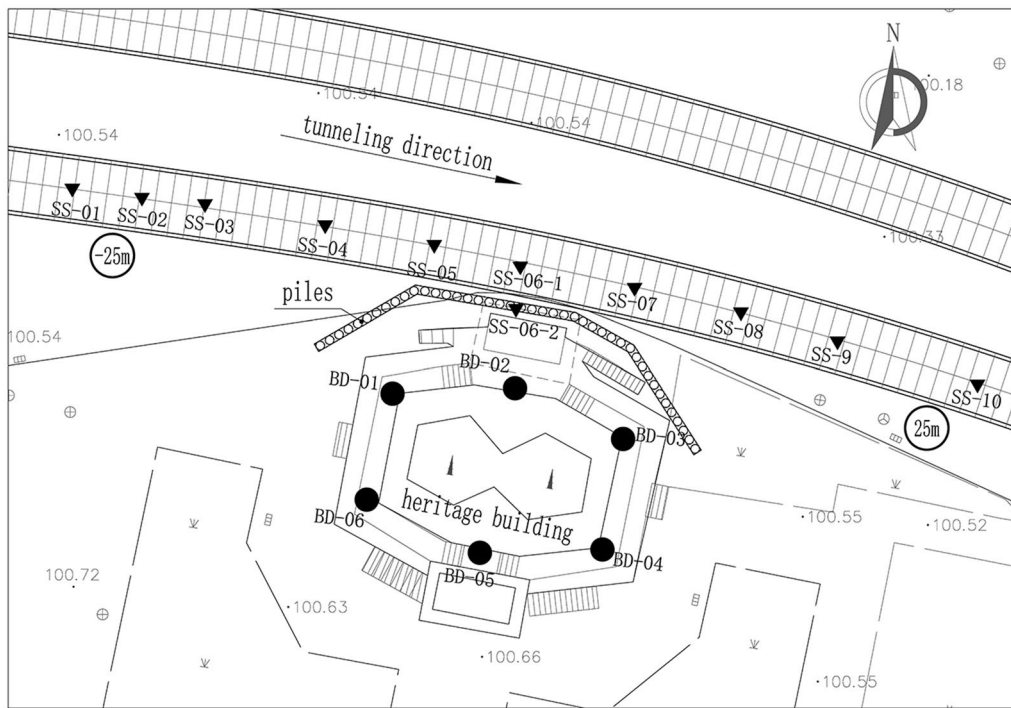 N
100.54
100.18
100.54
100.54
tunneling direction
SS-01
SS-02
SS-03
SS-04
SS-05
SS-06-1
SS-07
SS-08
SS-9
SS-10
100.33
-25m
piles
SS-06-2
100.54
BD-01
BD-02
BD-03
25m
heritage building
BD-06
BD-05
BD-04
100.55
100.52
100.72
100.63
100.66
100.55